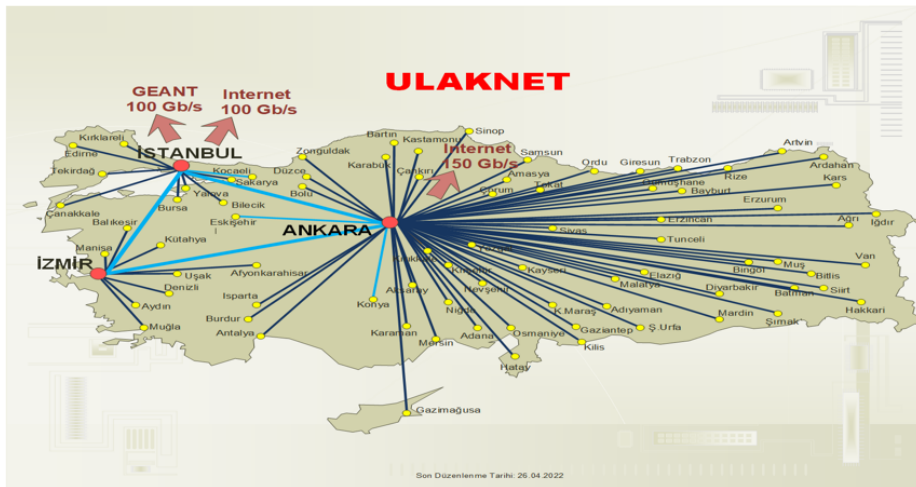 ULAKNET
GEANT
100 Gb/s
Internet
100 Gb/s
Internet
150 Gb/s
İSTANBUL
ANKARA
İZMİR
Kırklareli
Edirne
Tekirdağ
Çanakkale
Kocaeli
Sakarya
Yalova
Bursa
Bilecik
Eskişehir
Balıkesir
Manisa
Kütahya
Uşak
Afyonkarahisar
Denizli
Aydın
Muğla
Isparta
Burdur
Antalya
Zonguldak
Düzce
Bolu
Bartın
Karabük
Kastamonu
Çankırı
Sinop
Samsun
Amasya
Çorum
Tokat
Ordu
Giresun
Trabzon
Gümüşhane
Bayburt
Rize
Artvin
Ardahan
Kars
Erzurum
Ağrı
Iğdır
Erzincan
Sivas
Tunceli
Yozgat
Kırıkkale
Kırşehir
Kayseri
Nevşehir
Aksaray
Konya
Niğde
Karaman
Mersin
Adana
Osmaniye
Hatay
K.Maraş
Gaziantep
Kilis
Adıyaman
Ş.Urfa
Malatya
Elazığ
Diyarbakır
Bingöl
Muş
Bitlis
Van
Batman
Siirt
Hakkari
Mardin
Şırnak
Gazimağusa
Son Düzenlenme Tarihi: 26.04.2022